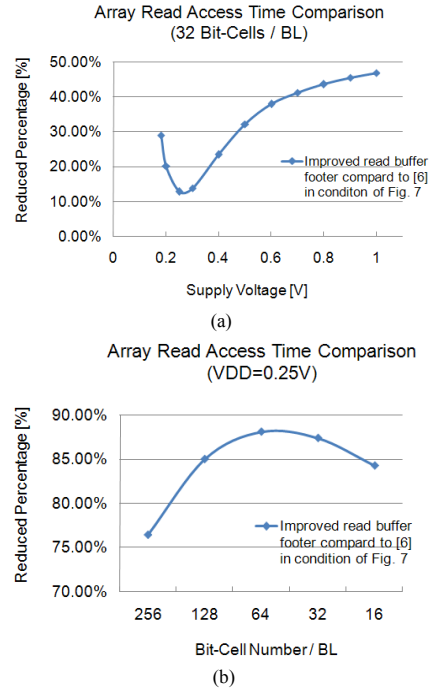 Array Read Access Time Comparison
(32 Bit-Cells / BL)
Reduced Percentage [%]
50.00%
40.00%
30.00%
20.00%
10.00%
0.00%
Improved read buffer
footer compard to [6]
in conditon of Fig. 7
0 0.2 0.4 0.6 0.8 1
Supply Voltage [V]
(a)
Array Read Access Time Comparison
(VDD=0.25V)
Reduced Percentage [%]
90.00%
85.00%
80.00%
75.00%
70.00%
Improved read buffer
footer compard to [6]
in condition of Fig. 7
256 128 64 32 16
Bit-Cell Number / BL
(b)